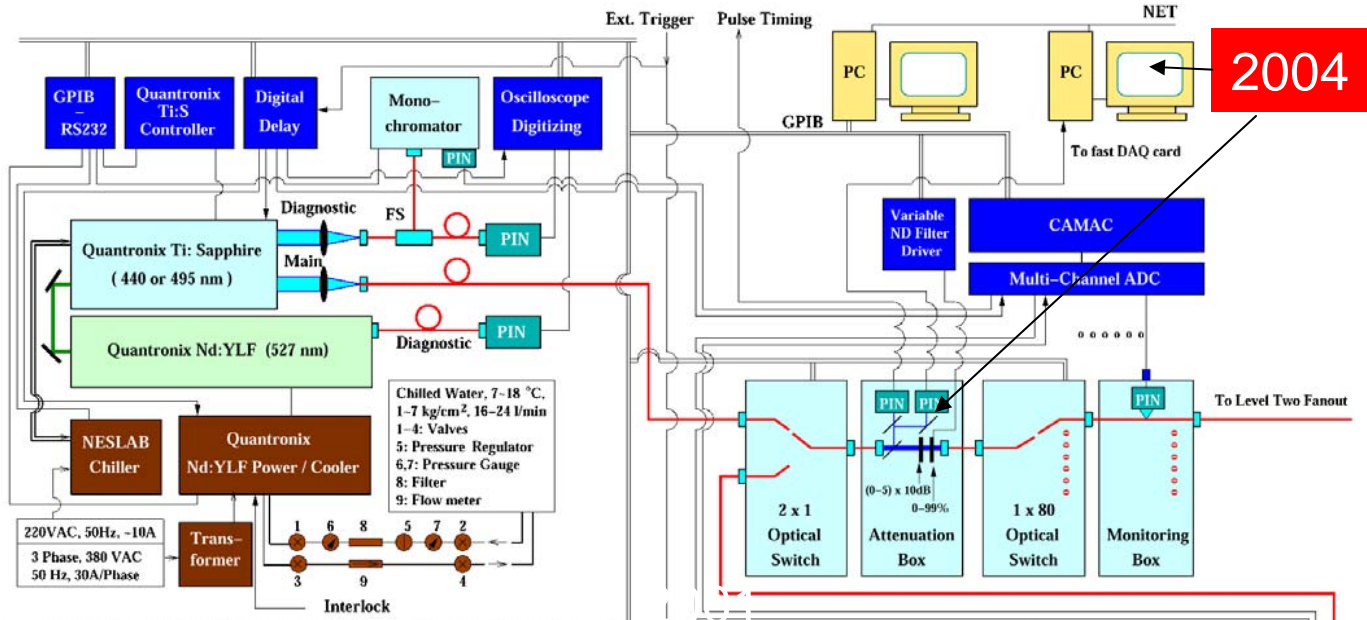 Ext. Trigger
Pulse Timing
NET
2004
GPIB
–
RS232
Quantronix
Ti:S
Controller
Digital
Delay
Mono–
chromator
PIN
Oscilloscope
Digitizing
PC
PC
GPIB
To fast DAQ card
Diagnostic
FS
PIN
Quantronix Ti: Sapphire
( 440 or 495 nm )
Main
Variable
ND Filter
Driver
CAMAC
Multi–Channel ADC
Quantronix Nd:YLF (527 nm)
Diagnostic
PIN
Chilled Water, 7~18 °C,
1~7 kg/cm², 16–24 l/min
1–4: Valves
5: Pressure Regulator
6,7: Pressure Gauge
8: Filter
9: Flow meter
PIN
PIN
PIN
To Level Two Fanout
NESLAB
Chiller
Quantronix
Nd:YLF Power / Cooler
(0–5) x 10dB
0–99%
2 x 1
Optical
Switch
Attenuation
Box
1 x 80
Optical
Switch
Monitoring
Box
220VAC, 50Hz, ~10A
3 Phase, 380 VAC
50 Hz, 30A/Phase
Trans–
former
1 6 8 5 7 2
3 9 4
Interlock